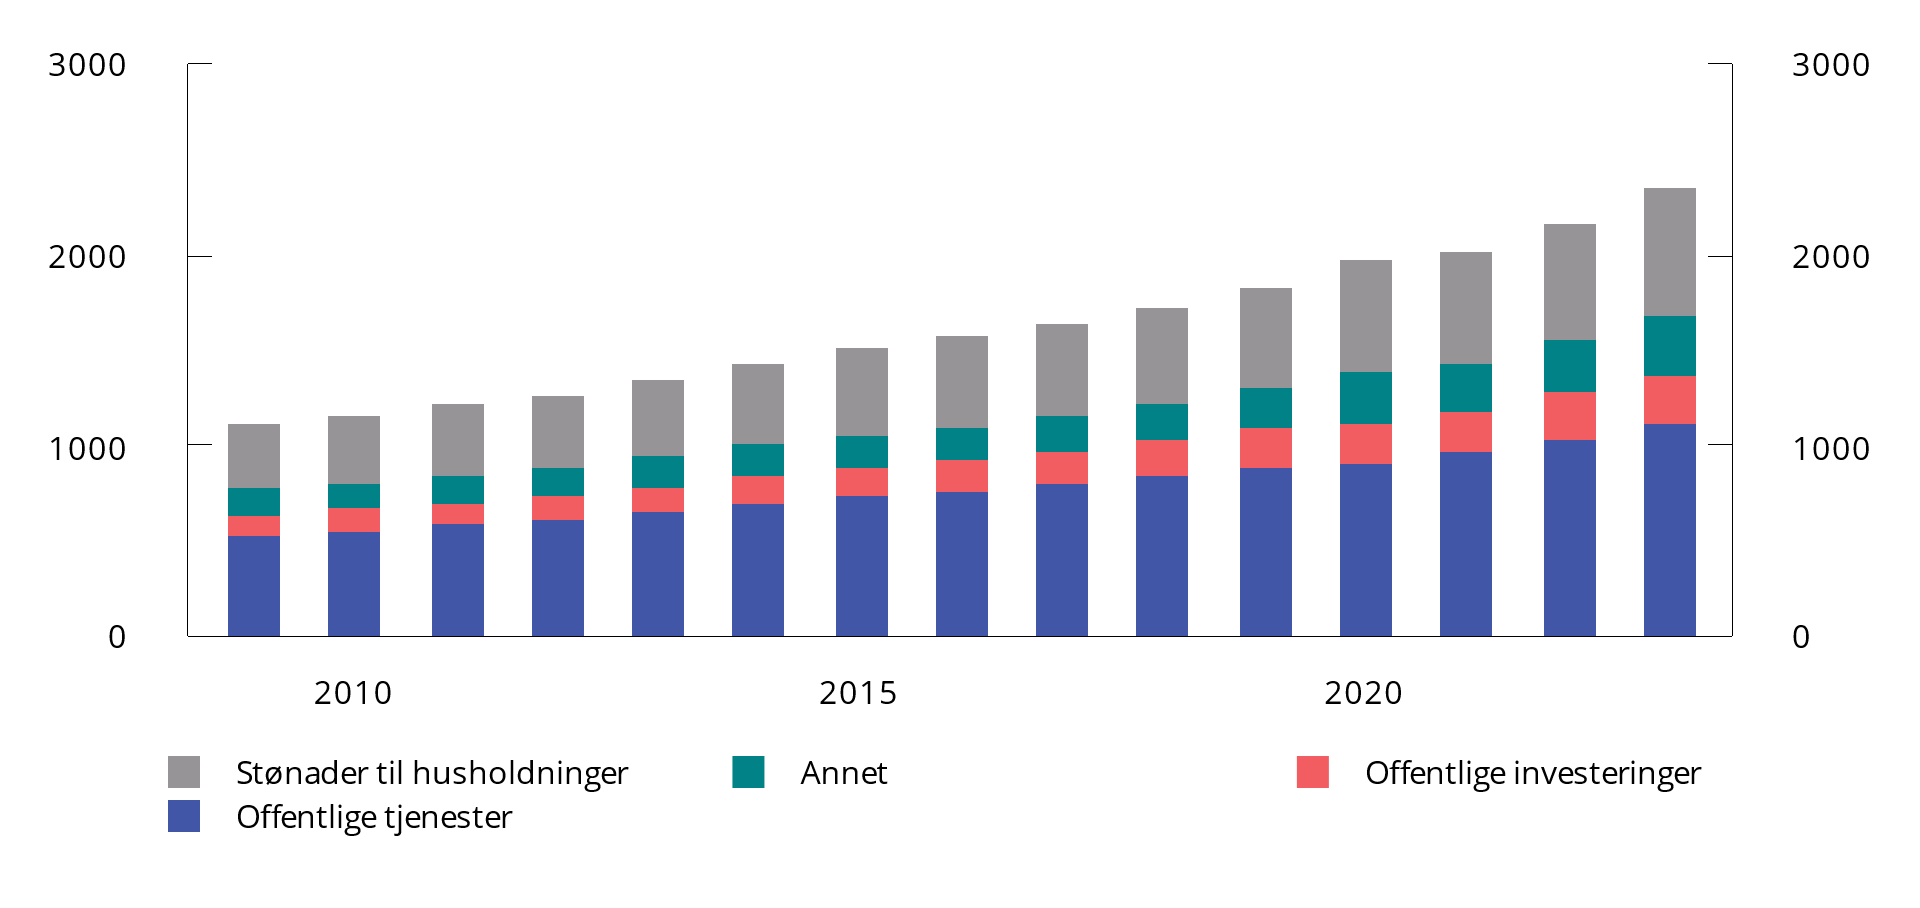 3000 3000
2000 2000
1000 1000
0 0
2010 2015 2020
Stønader til husholdninger Annet Offentlige investeringer
Offentlige tjenester